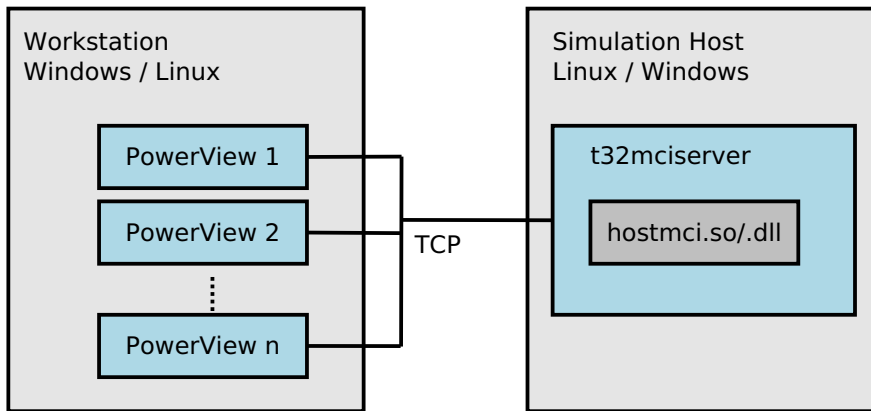 Workstation
Windows / Linux
PowerView 1
PowerView 2
PowerView n
TCP
Simulation Host
Linux / Windows
t32mciserver
hostmci.so/.dll